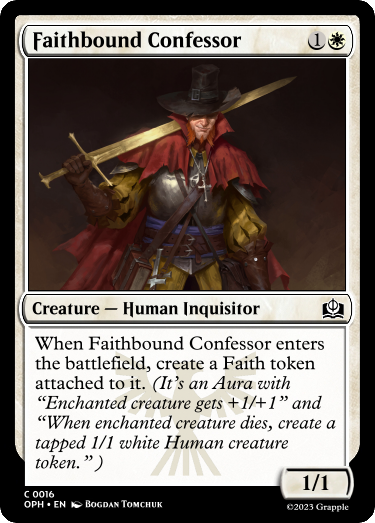 Faithbound Confessor 1
Creature — Human Inquisitor
When Faithbound Confessor enters
the battlefield, create a Faith token
attached to it. (It's an Aura with
“Enchanted creature gets +1/+1” and
“When enchanted creature dies, create a
tapped 1/1 white Human creature
token.”)
1/1
C 0016
OPH • EN Bogdan Tomchuk
©2023 Grapple